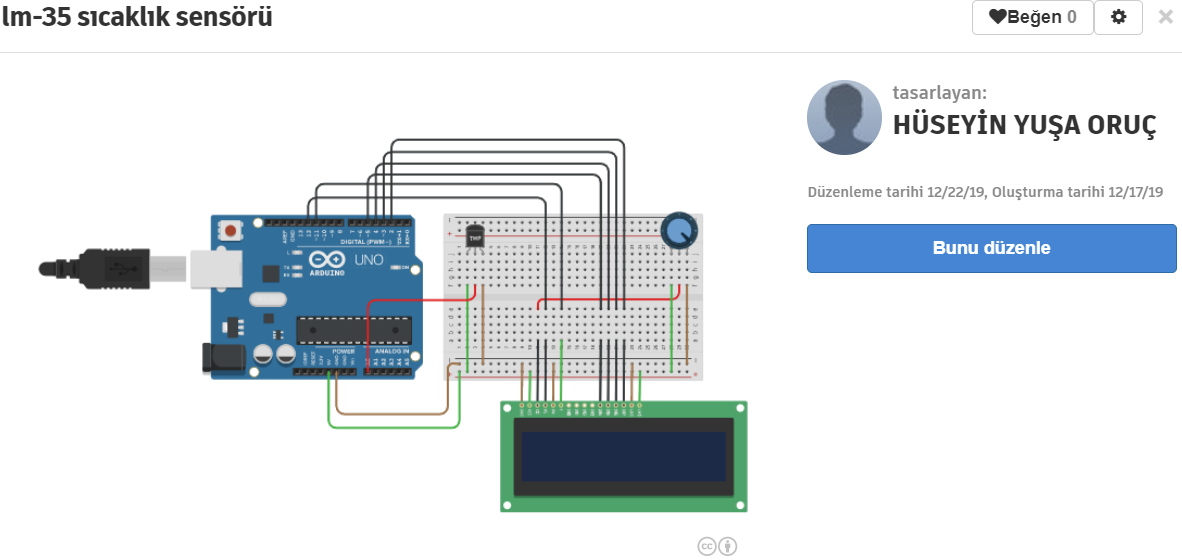 lm-35 sıcaklık sensörü
Beğen 0
tasarlayan:
HÜSEYİN YUŞA ORUÇ
Düzenleme tarihi 12/22/19, Oluşturma tarihi 12/17/19
Bunu düzenle
DIGITAL (PWM~)
UNO
ARDUINO
TMP
POWER
ANALOG IN
cc